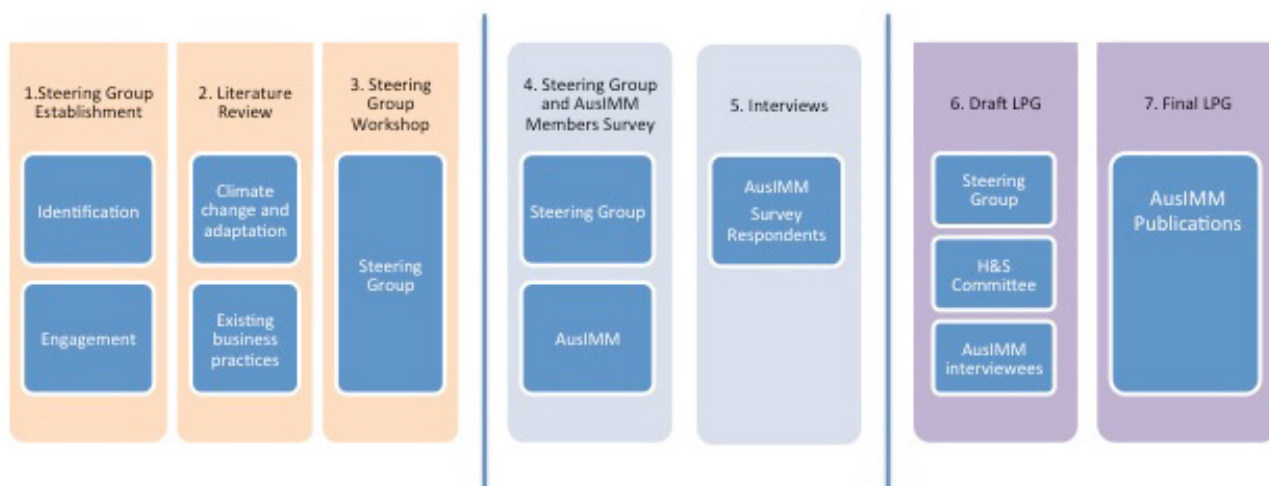 1.Steering Group
Establishment
Identification
Engagement
2. Literature
Review
Climate
change and
adaptation
Existing
business
practices
3. Steering
Group
Workshop
Steering
Group
4. Steering Group
and AusIMM
Members Survey
Steering Group
AusIMM
5. Interviews
AusIMM
Survey
Respondents
6. Draft LPG
Steering
Group
H&S
Committee
AusIMM
interviewees
7. Final LPG
AusIMM
Publications